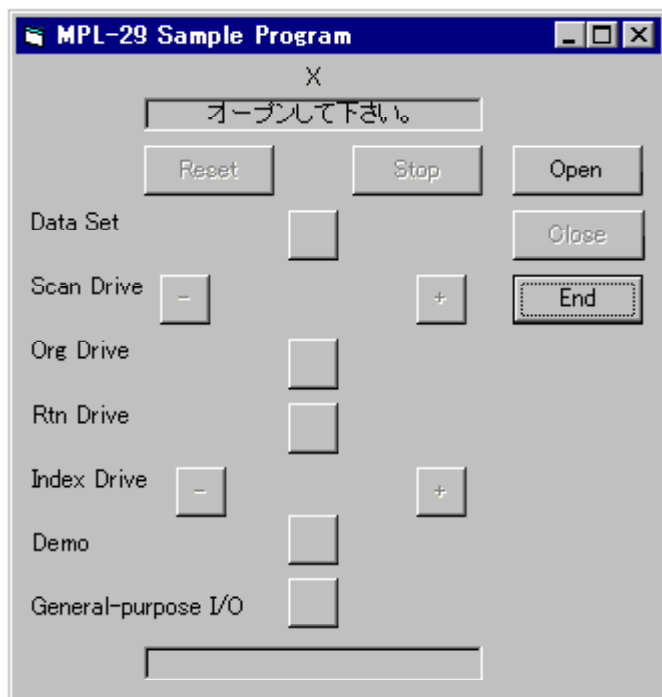 MPL-29 Sample Program
X
オープンして下さい。
Reset Stop Open
Data Set Close
Scan Drive - + End
Org Drive
Rtn Drive
Index Drive - +
Demo
General-purpose I/O